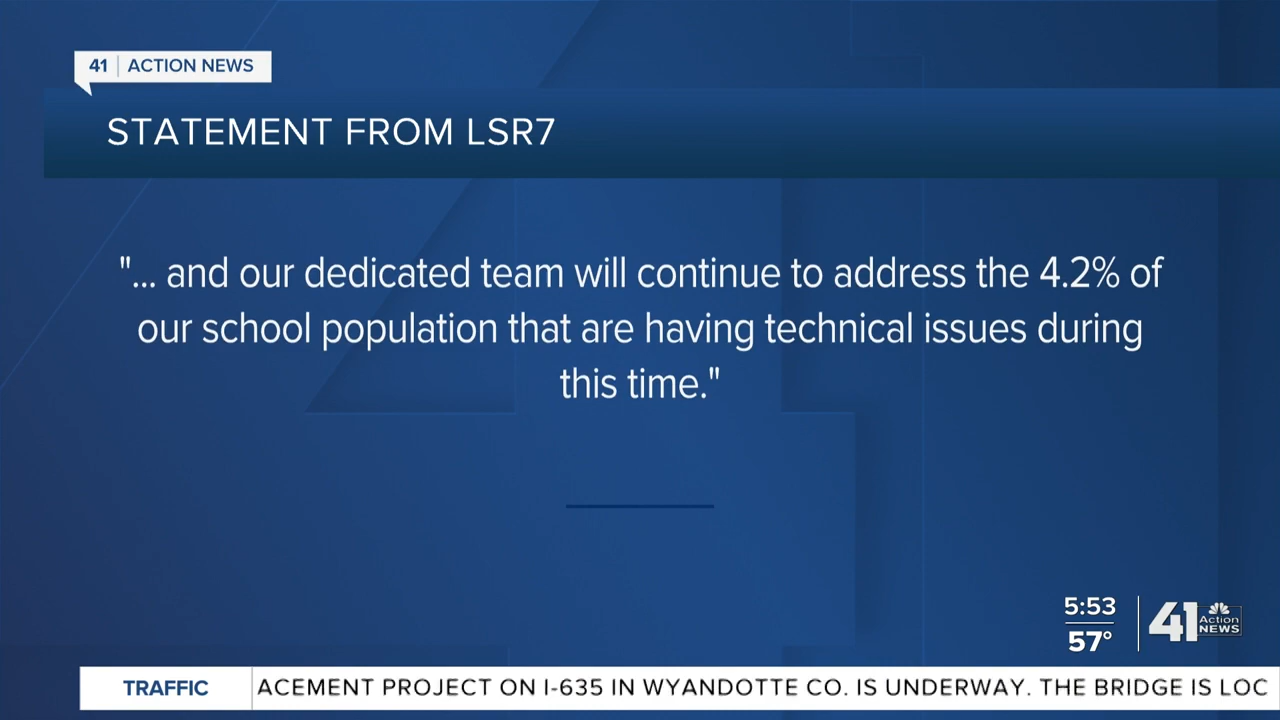 41 | ACTION NEWS
STATEMENT FROM LSR7
"... and our dedicated team will continue to address the 4.2% of
our school population that are having technical issues during
this time."
5:53
57°
41 Action NEWS
TRAFFIC
ACEMENT PROJECT ON I-635 IN WYANDOTTE CO. IS UNDERWAY. THE BRIDGE IS LOC